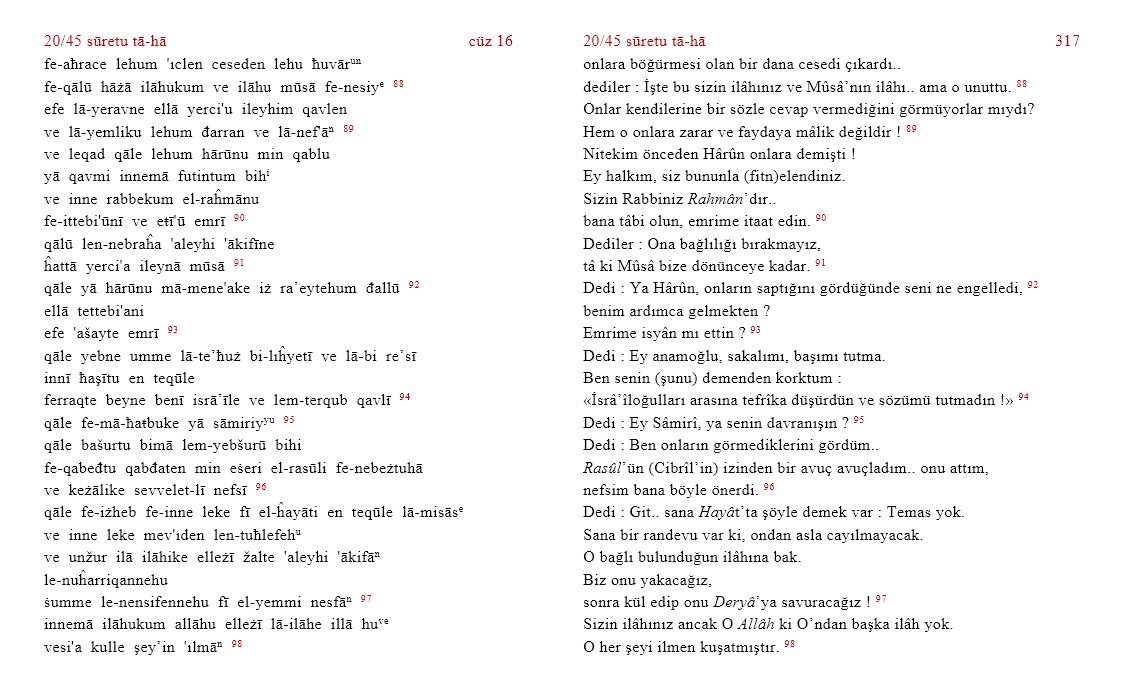 20/45 sūretu tā-hā
cüz 16
fe-aħrace lehum 'ıclen ceseden lehu ħuvārᵘⁿ
fe-qālū hāżā ilāhukum ve ilāhu mūsā fe-nesiyᵉ 88
efe lā-yeravne ellā yerci'u ileyhim qavlen
ve lā-yemliku lehum đarran ve lā-nef'āⁿ 89
ve leqad qāle lehum hārūnu min qablu
yā qavmi innemā futintum bihⁱ
ve inne rabbekum el-raĥmānu
fe-ittebi'ūnī ve eŧī'ū emrī 90
qālū len-nebraĥa 'aleyhi 'ākifīne
ĥattā yerci'a ileynā mūsā 91
qāle yā hārūnu mā-mene'ake iż ra’eytehum đallū 92
ellā tettebi'ani
efe 'ašayte emrī 93
qāle yebne umme lā-te’ħuż bi-lıĥyetī ve lā-bi re’sī
innī ħaşītu en teqūle
ferraqte beyne benī isrā’īle ve lem-terqub qavlī 94
qāle fe-mā-ħaŧbuke yā sāmiriyʸᵘ 95
qāle bašurtu bimā lem-yebšurū bihi
fe-qabeđtu qabđaten min eṡeri el-rasūli fe-nebeżtuhā
ve keżālike sevvelet-lī nefsī 96
qāle fe-iżheb fe-inne leke fī el-ĥayāti en teqūle lā-misāsᵉ
ve inne leke mev'ıden len-tuħlefehᵘ
ve unžur ilā ilāhike elleżī žalte 'aleyhi 'ākifāⁿ
le-nuĥarriqannehu
ṡumme le-nensifennehu fī el-yemmi nesfāⁿ 97
innemā ilāhukum allāhu elleżī lā-ilāhe illā huᵛᵉ
vesi'a kulle şey’in 'ılmāⁿ 98
20/45 sūretu tā-hā
317
onlara böğürmesi olan bir dana cesedi çıkardı..
dediler : İşte bu sizin ilâhınız ve Mûsâ’nın ilâhı.. ama o unuttu. 88
Onlar kendilerine bir sözle cevap vermediğini görmüyorlar mıydı?
Hem o onlara zarar ve faydaya mâlik değildir ! 89
Nitekim önceden Hârûn onlara demişti !
Ey halkım, siz bununla (fitn)elendiniz.
Sizin Rabbiniz Rahmân’dır..
bana tâbi olun, emrime itaat edin. 90
Dediler : Ona bağlılığı bırakmayız,
tâ ki Mûsâ bize dönünceye kadar. 91
Dedi : Ya Hârûn, onların saptığını gördüğünde seni ne engelledi, 92
benim ardımca gelmekten ?
Emrime isyân mı ettin ? 93
Dedi : Ey anamoğlu, sakalımı, başımı tutma.
Ben senin (şunu) demenden korktum :
«İsrâ’îloğulları arasına tefrîka düşürdün ve sözümü tutmadın !» 94
Dedi : Ey Sâmirî, ya senin davranışın ? 95
Dedi : Ben onların görmediklerini gördüm..
Rasûl’ün (Cibrîl’in) izinden bir avuç avuçladım.. onu attım,
nefsim bana böyle önerdi. 96
Dedi : Git.. sana Hayât’ta şöyle demek var : Temas yok.
Sana bir randevu var ki, ondan asla cayılmayacak.
O bağlı bulunduğun ilâhına bak.
Biz onu yakacağız,
sonra kül edip onu Deryâ’ya savuracağız ! 97
Sizin ilâhınız ancak O Allâh ki O’ndan başka ilâh yok.
O her şeyi ilmen kuşatmıştır. 98